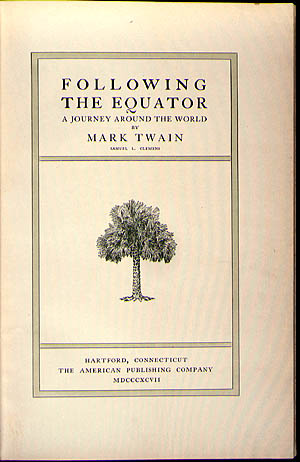 FOLLOWING
THE EQUATOR
A JOURNEY AROUND THE WORLD
BY
MARK TWAIN
SAMUEL L. CLEMENS
HARTFORD, CONNECTICUT
THE AMERICAN PUBLISHING COMPANY
MDCCCXCVII